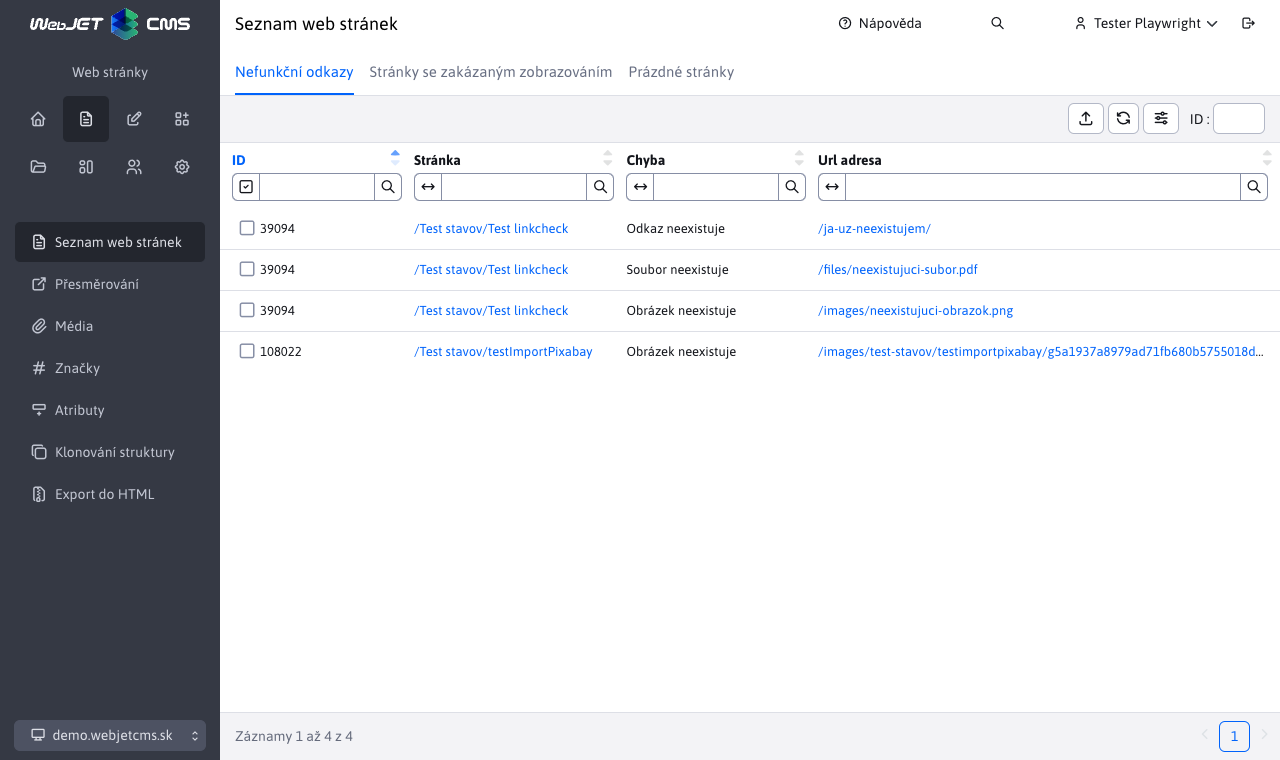 WebJET CMS
Seznam web stránek
Nápověda
Tester Playwright
Web stránky
Nefunkční odkazy
Stránky se zakázaným zobrazováním
Prázdné stránky
ID :
ID
Stránka
Chyba
Url adresa
39094
/Test stavov/Test linkcheck
Odkaz neexistuje
/ja-uz-neexistujem/
39094
/Test stavov/Test linkcheck
Soubor neexistuje
/files/neexistujuci-subor.pdf
39094
/Test stavov/Test linkcheck
Obrázek neexistuje
/images/neexistujuci-obrazok.png
108022
/Test stavov/testImportPixabay
Obrázek neexistuje
/images/test-stavov/testimportpixabay/g5a1937a8979ad71fb680b5755018d...
Seznam web stránek
Přesměrování
Média
Značky
Atributy
Klonování struktury
Export do HTML
demo.webjetcms.sk
Záznamy 1 až 4 z 4
1